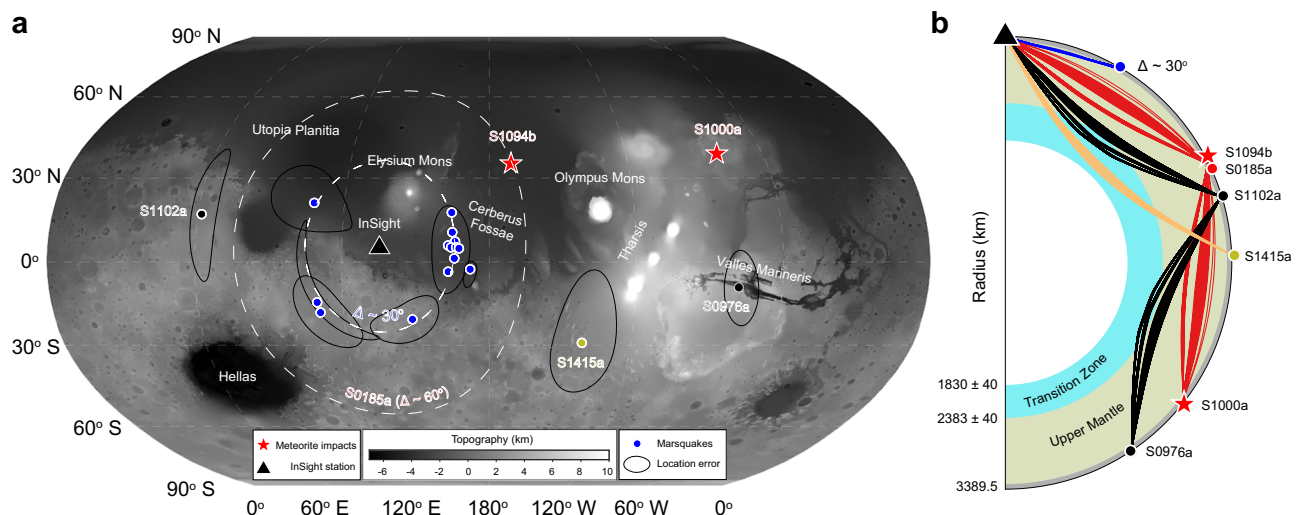 a
90° N
60° N
30° N
0°
30° S
60° S
90° S
Utopia Planitia
S1094b
S1000a
Elysium Mons
Olympus Mons
S1102a
InSight
Cerberus
Fossae
Tharsis
Valles Marineris
S0976a
Δ ~ 30°
S1415a
Hellas
S0185a (Δ ~ 60°)
Meteorite impacts
InSight station
Topography (km)
-6 -4 -2 0 2 4 6 8 10
Marsquakes
Location error
0° 60° E 120° E 180° 120° W 60° W 0°
b
Δ ~ 30°
S1094b
S0185a
S1102a
S1415a
Radius (km)
1830 ± 40
2383 ± 40
3389.5
Transition Zone
Upper Mantle
S1000a
S0976a